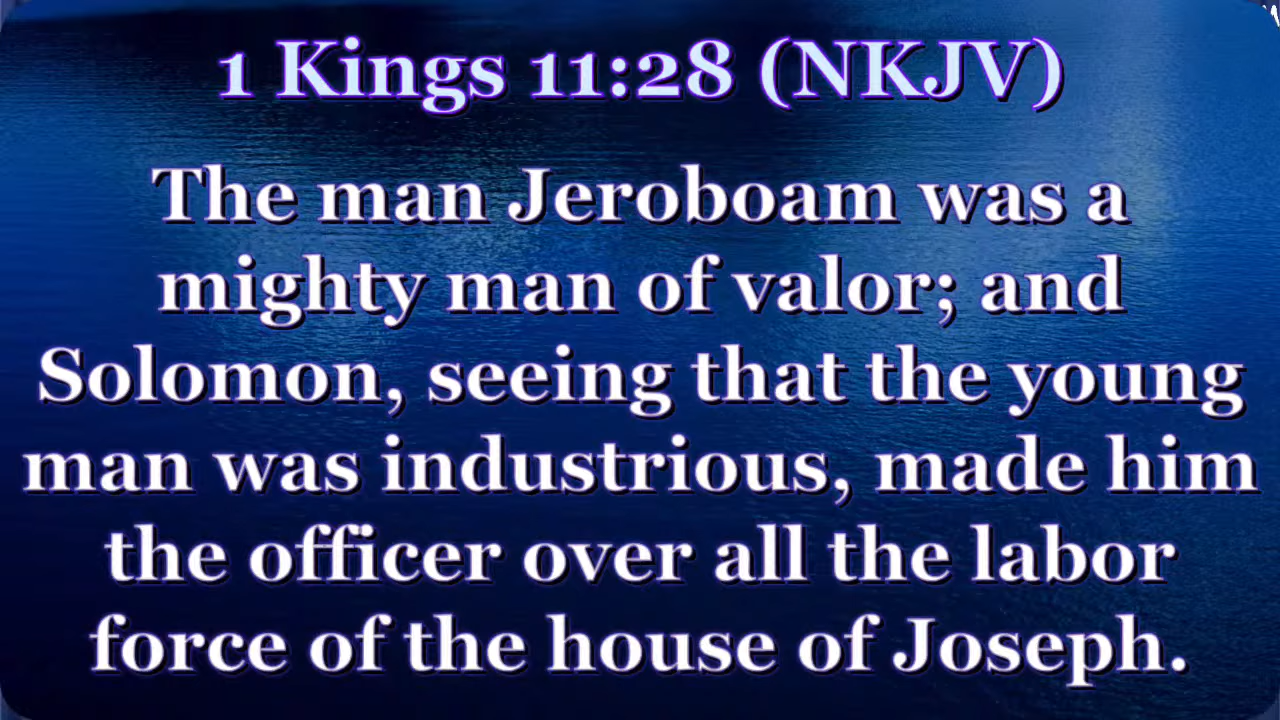 1 Kings 11:28 (NKJV)
The man Jeroboam was a
mighty man of valor; and
Solomon, seeing that the young
man was industrious, made him
the officer over all the labor
force of the house of Joseph.